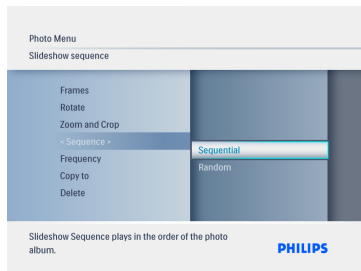 Photo Menu
Slideshow sequence
Frames
Rotate
Zoom and Crop
< Sequence >
Frequency
Copy to
Delete
Sequential
Random
Slideshow Sequence plays in the order of the photo
album.
PHILIPS